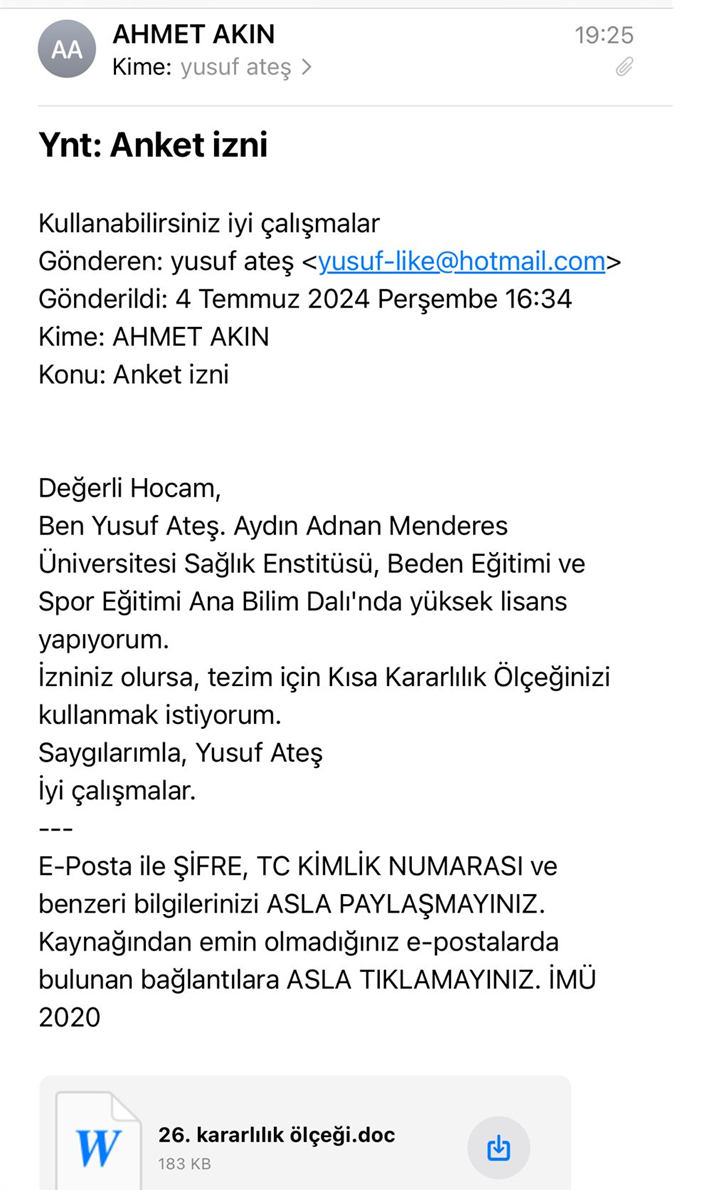 AA
AHMET AKIN
19:25
Kime: yusuf ateş
Ynt: Anket izni
Kullanabilirsiniz iyi çalışmalar
Gönderen: yusuf ateş <yusuf-like@hotmail.com>
Gönderildi: 4 Temmuz 2024 Perşembe 16:34
Kime: AHMET AKIN
Konu: Anket izni
Değerli Hocam,
Ben Yusuf Ateş. Aydın Adnan Menderes
Üniversitesi Sağlık Enstitüsü, Beden Eğitimi ve
Spor Eğitimi Ana Bilim Dalı'nda yüksek lisans
yapıyorum.
İzniniz olursa, tezim için Kısa Kararlılık Ölçeğinizi
kullanmak istiyorum.
Saygılarımla, Yusuf Ateş
İyi çalışmalar.
---
E-Posta ile ŞİFRE, TC KİMLİK NUMARASI ve
benzeri bilgilerinizi ASLA PAYLAŞMAYINIZ.
Kaynağından emin olmadığınız e-postalarda
bulunan bağlantılara ASLA TIKLAMAYINIZ. İMÜ
2020
W
26. kararlılık ölçeği.doc
183 KB